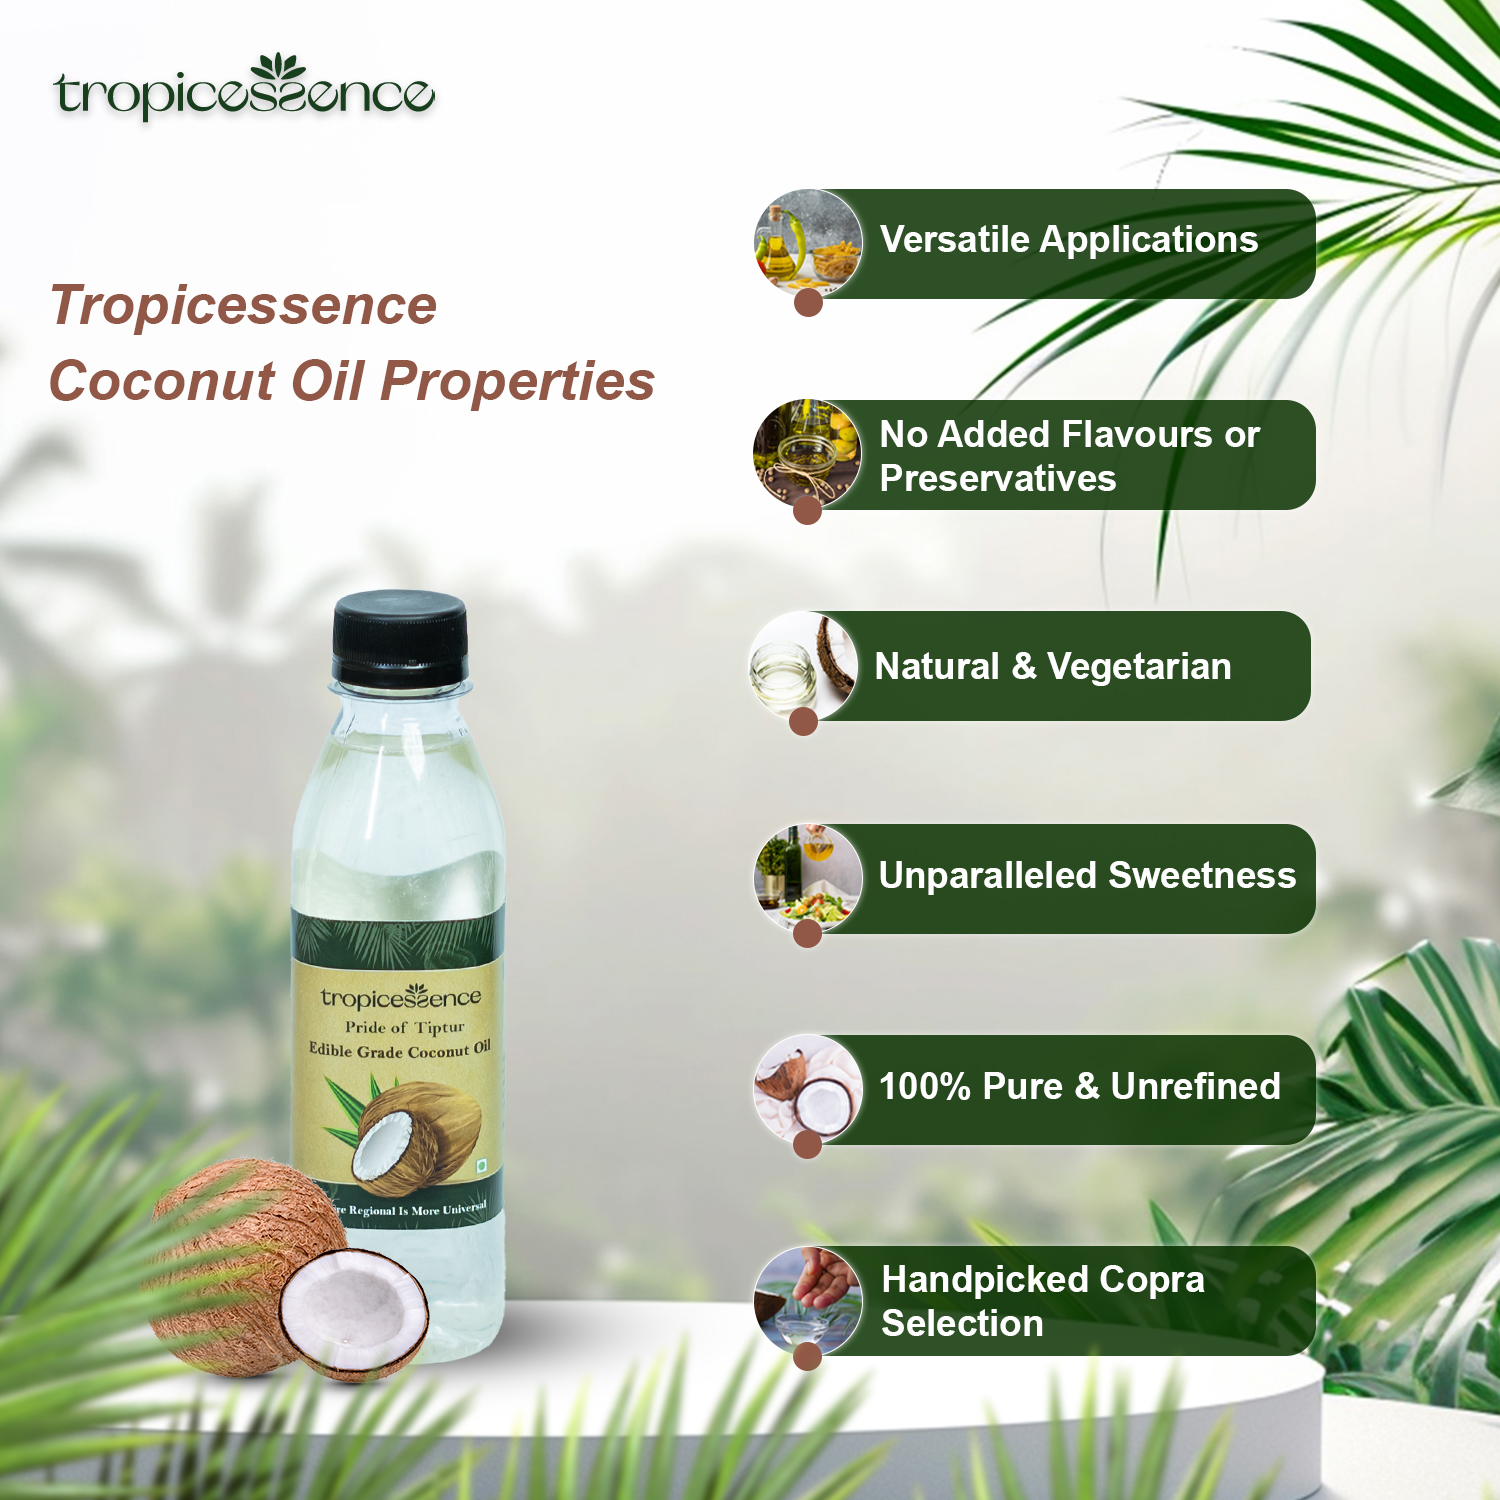 tropicessence
Tropicessence
Coconut Oil Properties
Versatile Applications
No Added Flavours or
Preservatives
Natural & Vegetarian
Unparalleled Sweetness
100% Pure & Unrefined
Handpicked Copra
Selection
tropicessence
Pride of Tiptur
Edible Grade Coconut Oil
Regional Is More Universal